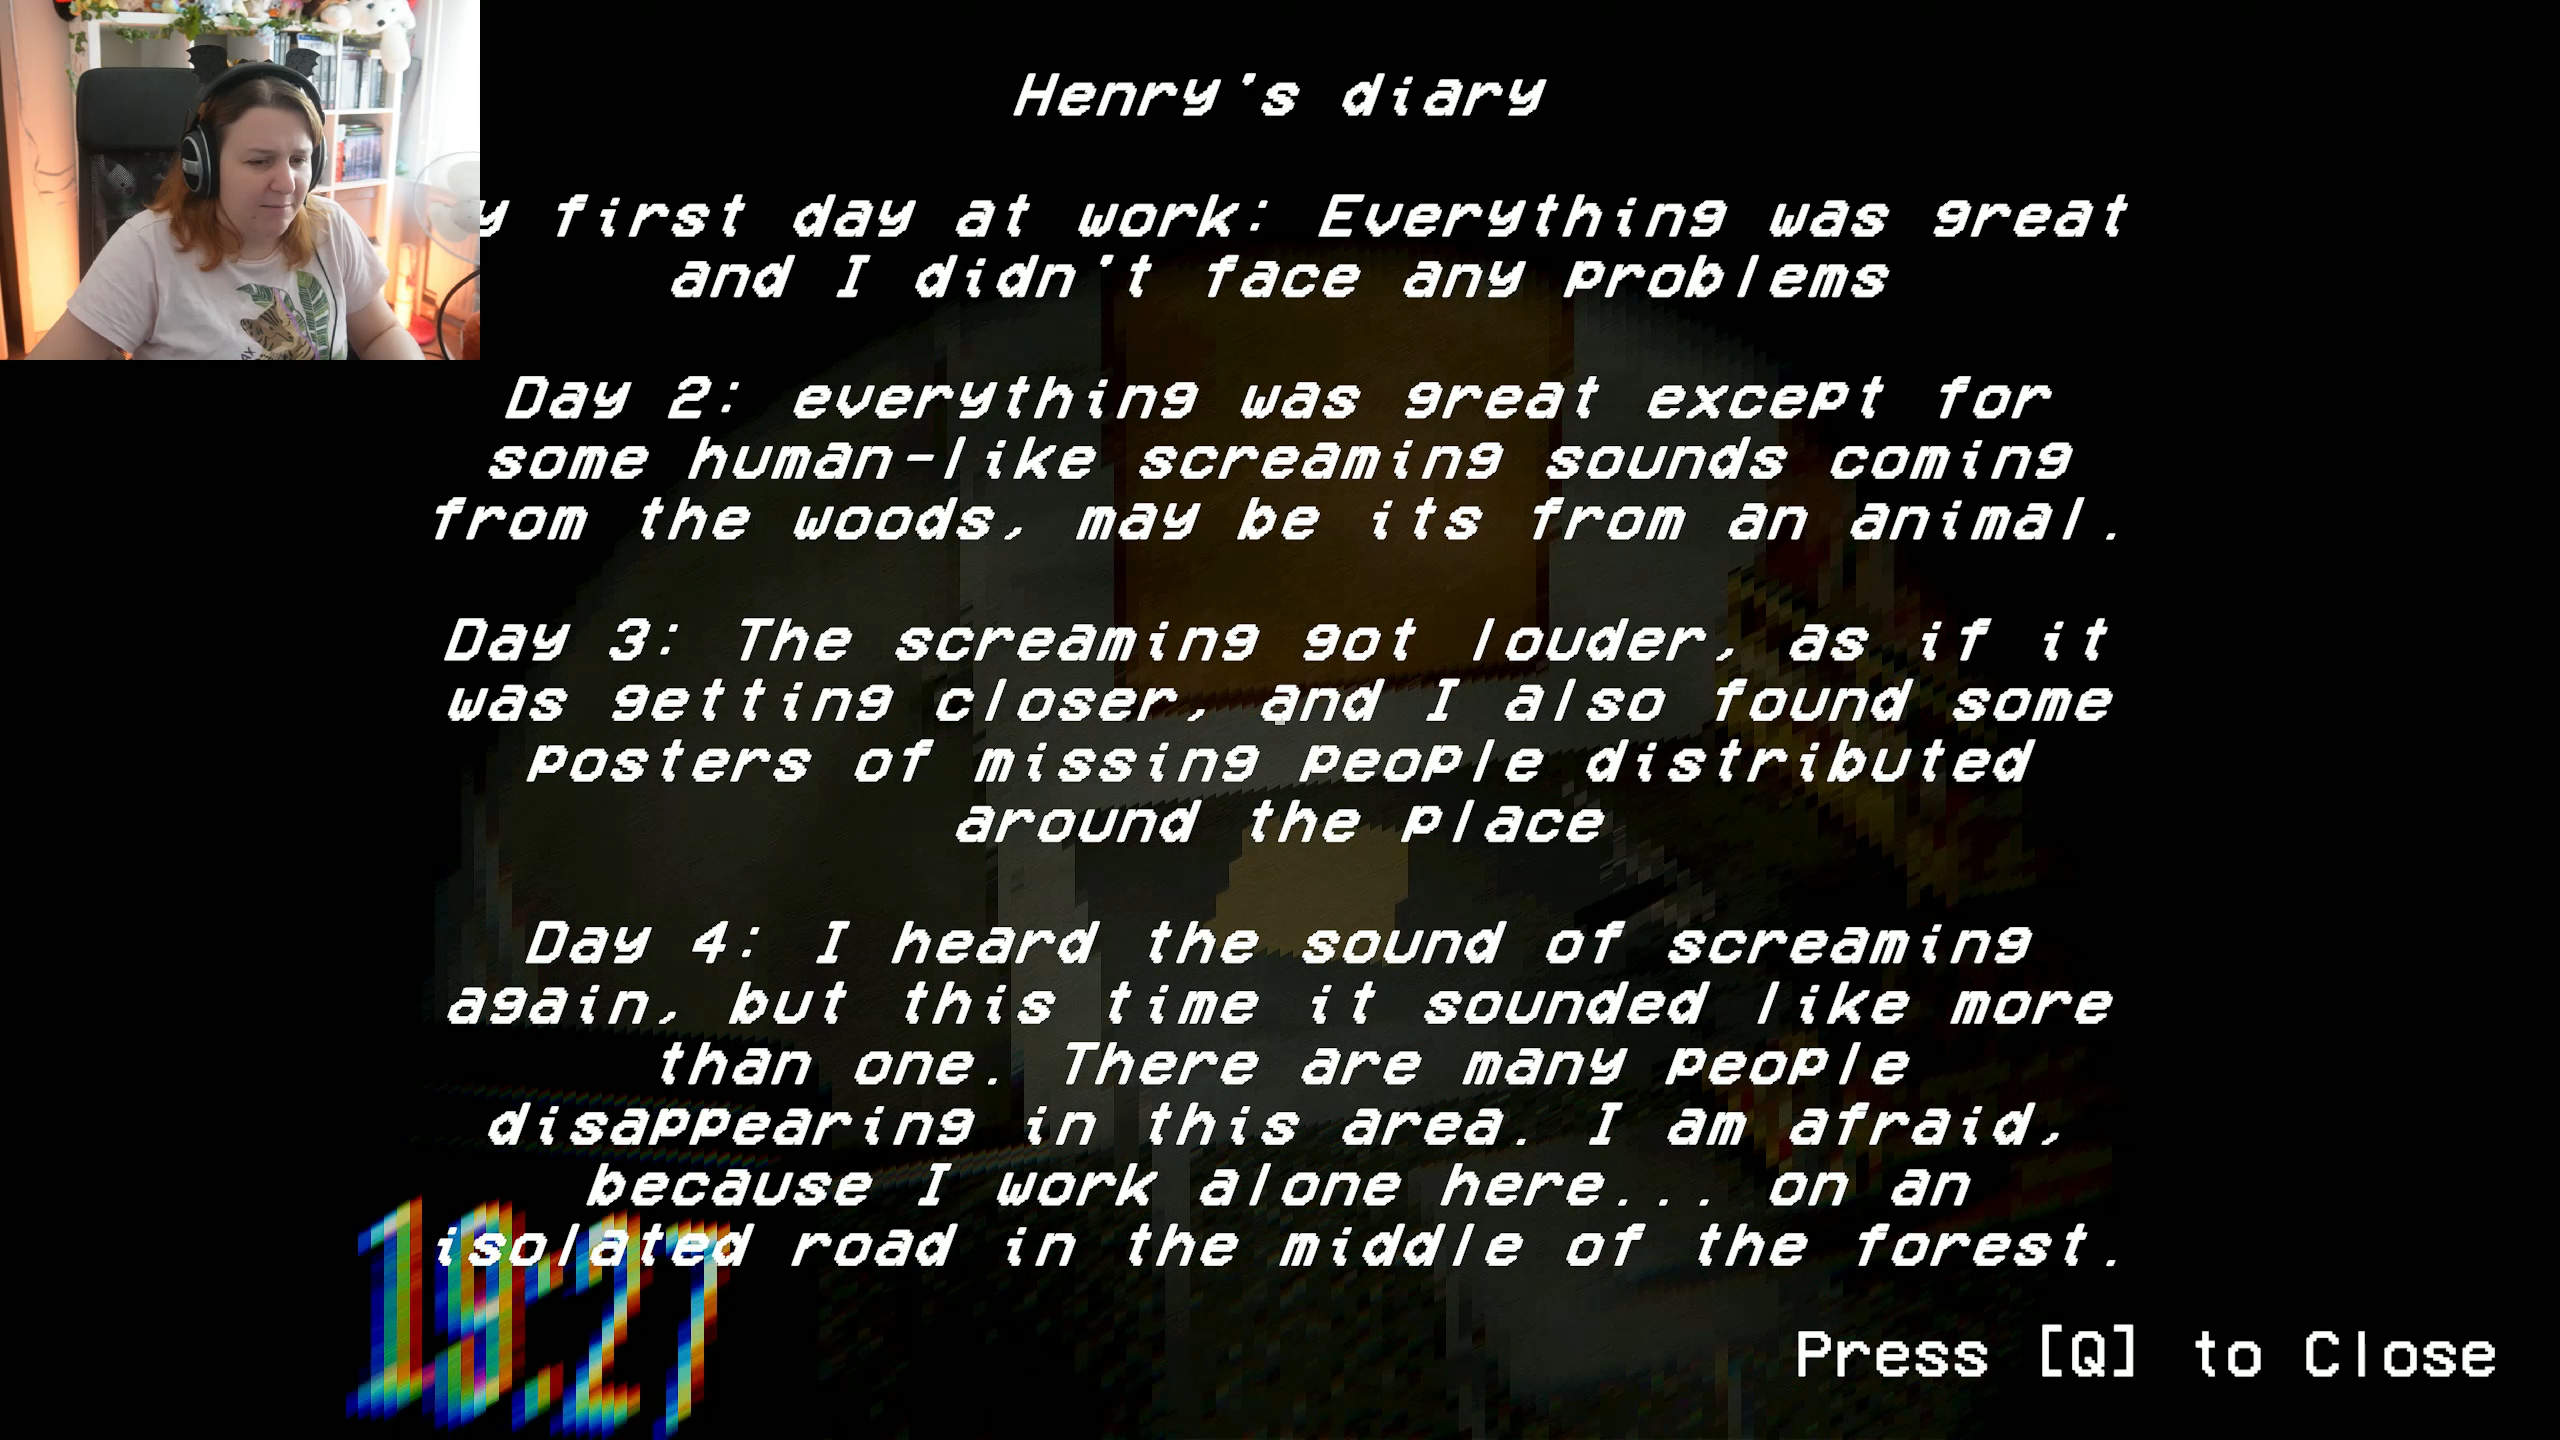 Henry's diary
y first day at work: Everything was great
and I didn't face any problems
Day 2: everything was great except for
some human-like screaming sounds coming
from the woods, may be its from an animal.
Day 3: The screaming got louder, as if it
was getting closer, and I also found some
posters of missing people distributed
around the place
Day 4: I heard the sound of screaming
again, but this time it sounded like more
than one. There are many people
disappearing in this area. I am afraid,
because I work alone here... on an
isolated road in the middle of the forest.
19:27
Press [Q] to Close